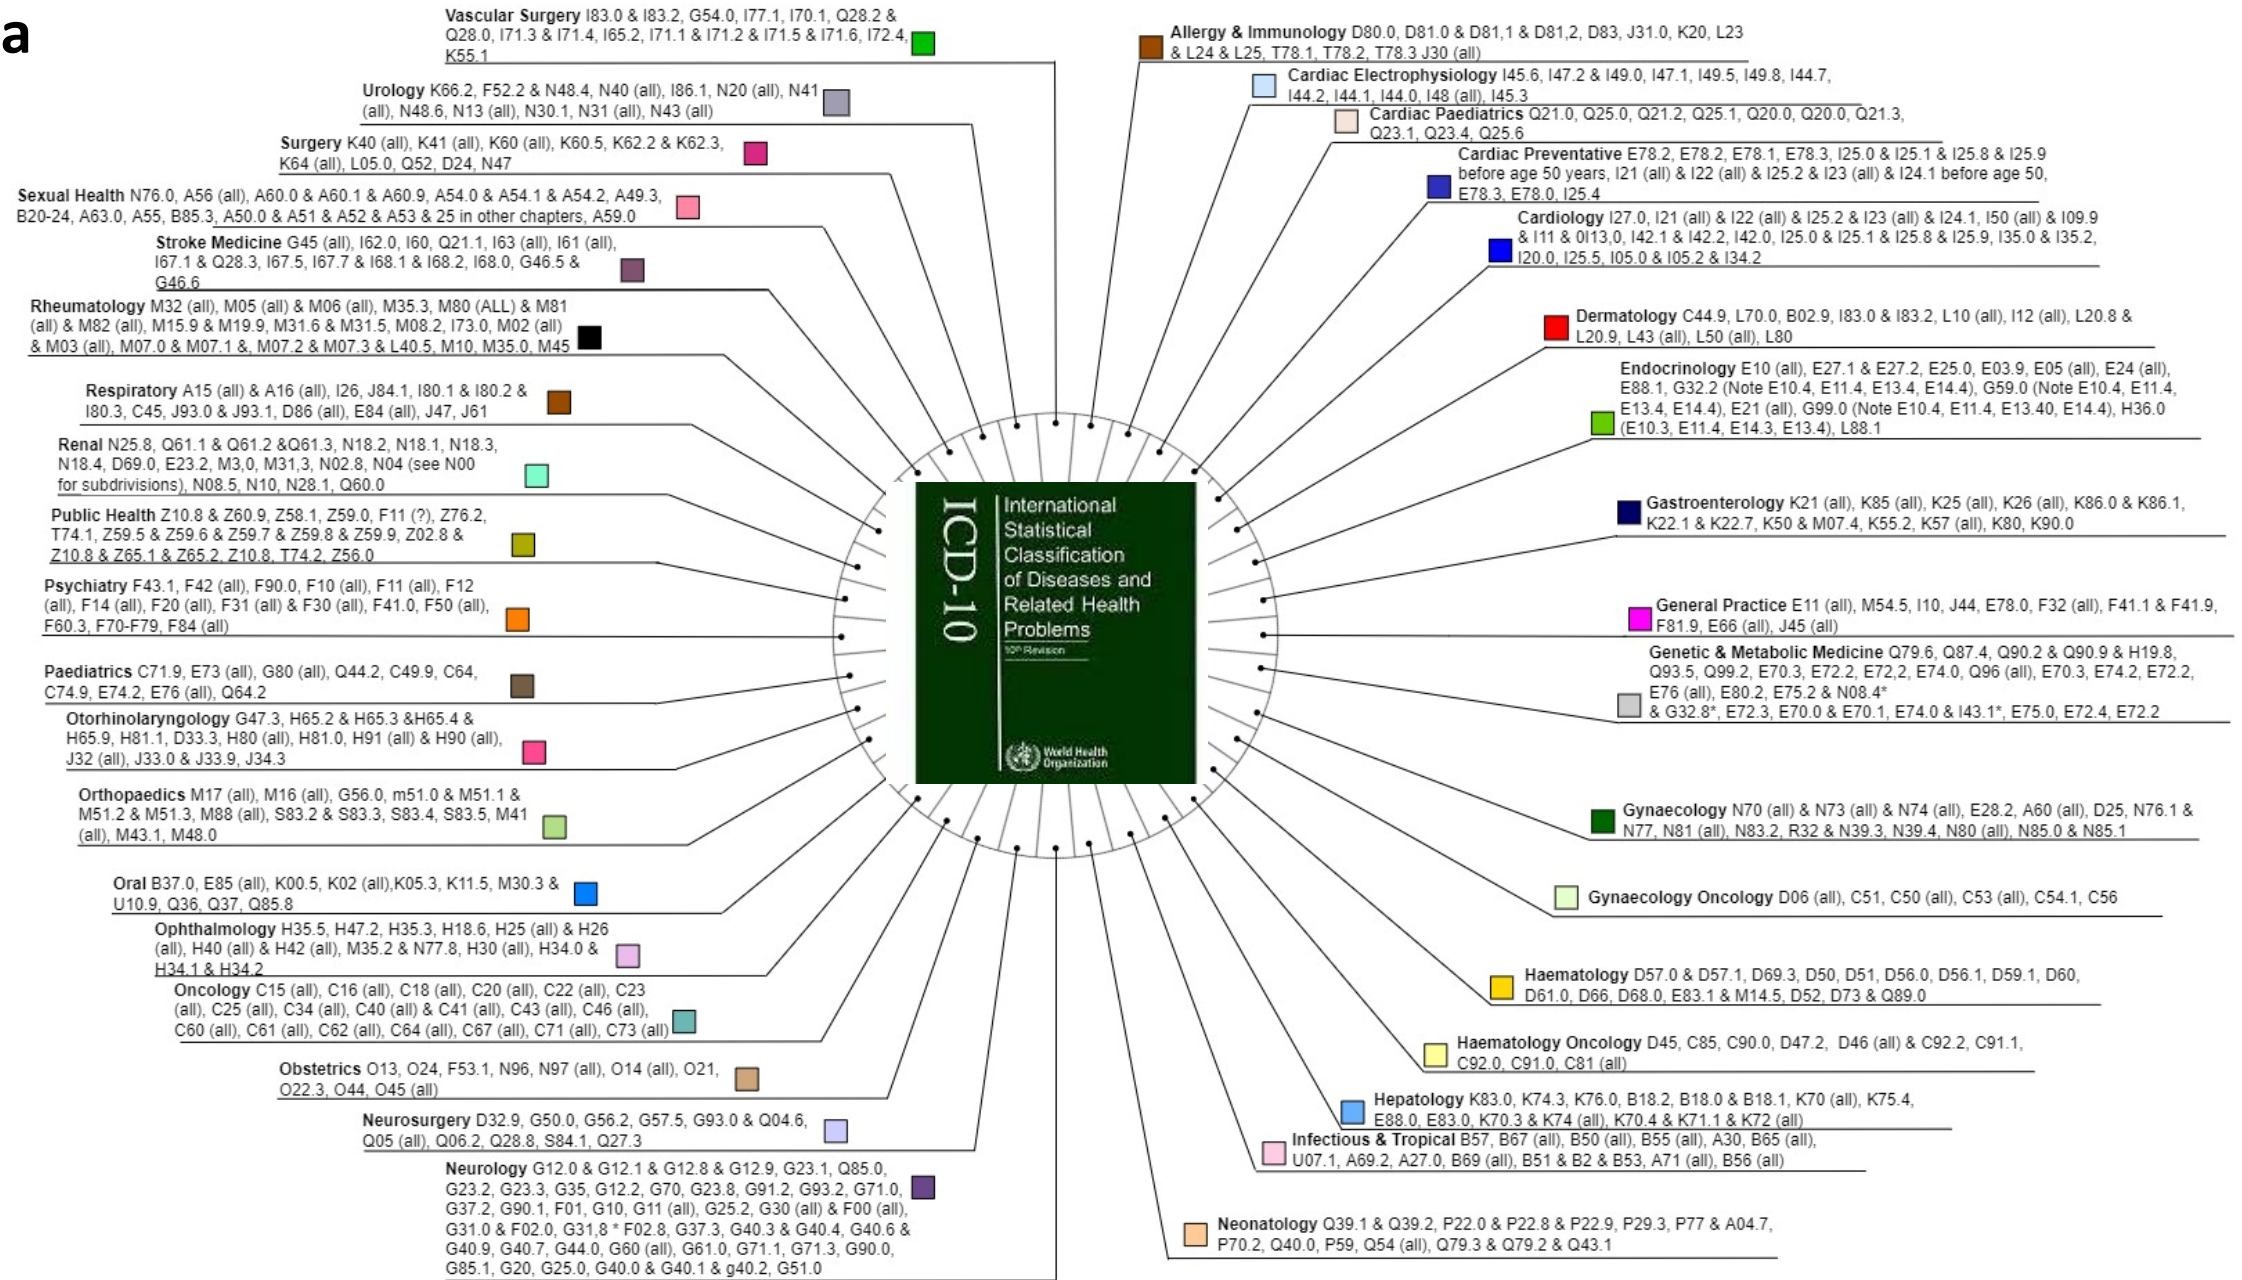 a
Vascular Surgery I83.0 & I83.2, G54.0, I77.1, I70.1, Q28.2 &
Q28.0, I71.3 & I71.4, I65.2, I71.1 & I71.2 & I71.5 & I71.6, I72.4,
K55.1
Urology K66.2, F52.2 & N48.4, N40 (all), I86.1, N20 (all), N41
(all), N48.6, N13 (all), N30.1, N31 (all), N43 (all)
Surgery K40 (all), K41 (all), K60 (all), K60.5, K62.2 & K62.3,
K64 (all), L05.0, Q52, D24, N47
Sexual Health N76.0, A56 (all), A60.0 & A60.1 & A60.9, A54.0 & A54.1 & A54.2, A49.3,
B20-24, A63.0, A55, B85.3, A50.0 & A51 & A52 & A53 & 25 in other chapters, A59.0
Stroke Medicine G45 (all), I62.0, I60, Q21.1, I63 (all), I61 (all),
I67.1 & Q28.3, I67.5, I67.7 & I68.1 & I68.2, I68.0, G46.5 &
G46.6
Rheumatology M32 (all), M05 (all) & M06 (all), M35.3, M80 (ALL) & M81
(all) & M82 (all), M15.9 & M19.9, M31.6 & M31.5, M08.2, I73.0, M02 (all)
& M03 (all), M07.0 & M07.1 &, M07.2 & M07.3 & L40.5, M10, M35.0, M45
Respiratory A15 (all) & A16 (all), I26, J84.1, I80.1 & I80.2 &
I80.3, C45, J93.0 & J93.1, D86 (all), E84 (all), J47, J61
Renal N25.8, Q61.1 & Q61.2 &Q61.3, N18.2, N18.1, N18.3,
N18.4, D69.0, E23.2, M3,0, M31,3, N02.8, N04 (see N00
for subdivisions), N08.5, N10, N28.1, Q60.0
Public Health Z10.8 & Z60.9, Z58.1, Z59.0, F11 (?), Z76.2,
T74.1, Z59.5 & Z59.6 & Z59.7 & Z59.8 & Z59.9, Z02.8 &
Z10.8 & Z65.1 & Z65.2, Z10.8, T74.2, Z56.0
Psychiatry F43.1, F42 (all), F90.0, F10 (all), F11 (all), F12
(all), F14 (all), F20 (all), F31 (all) & F30 (all), F41.0, F50 (all),
F60.3, F70-F79, F84 (all)
Paediatrics C71.9, E73 (all), G80 (all), Q44.2, C49.9, C64,
C74.9, E74.2, E76 (all), Q64.2
Otorhinolaryngology G47.3, H65.2 & H65.3 &H65.4 &
H65.9, H81.1, D33.3, H80 (all), H81.0, H91 (all) & H90 (all),
J32 (all), J33.0 & J33.9, J34.3
Orthopaedics M17 (all), M16 (all), G56.0, m51.0 & M51.1 &
M51.2 & M51.3, M88 (all), S83.2 & S83.3, S83.4, S83.5, M41
(all), M43.1, M48.0
Oral B37.0, E85 (all), K00.5, K02 (all),K05.3, K11.5, M30.3 &
U10.9, Q36, Q37, Q85.8
Ophthalmology H35.5, H47.2, H35.3, H18.6, H25 (all) & H26
(all), H40 (all) & H42 (all), M35.2 & N77.8, H30 (all), H34.0 &
H34.1 & H34.2
Oncology C15 (all), C16 (all), C18 (all), C20 (all), C22 (all), C23
(all), C25 (all), C34 (all), C40 (all) & C41 (all), C43 (all), C46 (all),
C60 (all), C61 (all), C62 (all), C64 (all), C67 (all), C71 (all), C73 (all)
Obstetrics O13, O24, F53.1, N96, N97 (all), O14 (all), O21,
O22.3, O44, O45 (all)
Neurosurgery D32.9, G50.0, G56.2, G57.5, G93.0 & Q04.6,
Q05 (all), Q06.2, Q28.8, S84.1, Q27.3
Neurology G12.0 & G12.1 & G12.8 & G12.9, G23.1, Q85.0,
G23.2, G23.3, G35, G12.2, G70, G23.8, G91.2, G93.2, G71.0,
G37.2, G90.1, F01, G10, G11 (all), G25.2, G30 (all) & F00 (all),
G31.0 & F02.0, G31,8 * F02.8, G37.3, G40.3 & G40.4, G40.6 &
G40.9, G40.7, G44.0, G60 (all), G61.0, G71.1, G71.3, G90.0,
G85.1, G20, G25.0, G40.0 & G40.1 & g40.2, G51.0
ICD-10
International
Statistical
Classification
of Diseases and
Related Health
Problems
10th Revision
World Health
Organization
Allergy & Immunology D80.0, D81.0 & D81,1 & D81,2, D83, J31.0, K20, L23
& L24 & L25, T78.1, T78.2, T78.3 J30 (all)
Cardiac Electrophysiology I45.6, I47.2 & I49.0, I47.1, I49.5, I49.8, I44.7,
I44.2, I44.1, I44.0, I48 (all), I45.3
Cardiac Paediatrics Q21.0, Q25.0, Q21.2, Q25.1, Q20.0, Q20.0, Q21.3,
Q23.1, Q23.4, Q25.6
Cardiac Preventative E78.2, E78.2, E78.1, E78.3, I25.0 & I25.1 & I25.8 & I25.9
before age 50 years, I21 (all) & I22 (all) & I25.2 & I23 (all) & I24.1 before age 50,
E78.3, E78.0, I25.4
Cardiology I27.0, I21 (all) & I22 (all) & I25.2 & I23 (all) & I24.1, I50 (all) & I09.9
& I11 & 0I13,0, I42.1 & I42.2, I42.0, I25.0 & I25.1 & I25.8 & I25.9, I35.0 & I35.2,
I20.0, I25.5, I05.0 & I05.2 & I34.2
Dermatology C44.9, L70.0, B02.9, I83.0 & I83.2, L10 (all), I12 (all), L20.8 &
L20.9, L43 (all), L50 (all), L80
Endocrinology E10 (all), E27.1 & E27.2, E25.0, E03.9, E05 (all), E24 (all),
E88.1, G32.2 (Note E10.4, E11.4, E13.4, E14.4), G59.0 (Note E10.4, E11.4,
E13.4, E14.4), E21 (all), G99.0 (Note E10.4, E11.4, E13.40, E14.4), H36.0
(E10.3, E11.4, E14.3, E13.4), L88.1
Gastroenterology K21 (all), K85 (all), K25 (all), K26 (all), K86.0 & K86.1,
K22.1 & K22.7, K50 & M07.4, K55.2, K57 (all), K80, K90.0
General Practice E11 (all), M54.5, I10, J44, E78.0, F32 (all), F41.1 & F41.9,
F81.9, E66 (all), J45 (all)
Genetic & Metabolic Medicine Q79.6, Q87.4, Q90.2 & Q90.9 & H19.8,
Q93.5, Q99.2, E70.3, E72.2, E72.2, E74.0, Q96 (all), E70.3, E74.2, E72.2,
E76 (all), E80.2, E75.2 & N08.4*
& G32.8*, E72.3, E70.0 & E70.1, E74.0 & I43.1*, E75.0, E72.4, E72.2
Gynaecology N70 (all) & N73 (all) & N74 (all), E28.2, A60 (all), D25, N76.1 &
N77, N81 (all), N83.2, R32 & N39.3, N39.4, N80 (all), N85.0 & N85.1
Gynaecology Oncology D06 (all), C51, C50 (all), C53 (all), C54.1, C56
Haematology D57.0 & D57.1, D69.3, D50, D51, D56.0, D56.1, D59.1, D60,
D61.0, D66, D68.0, E83.1 & M14.5, D52, D73 & Q89.0
Haematology Oncology D45, C85, C90.0, D47.2, D46 (all) & C92.2, C91.1,
C92.0, C91.0, C81 (all)
Hepatology K83.0, K74.3, K76.0, B18.2, B18.0 & B18.1, K70 (all), K75.4,
E88.0, E83.0, K70.3 & K74 (all), K70.4 & K71.1 & K72 (all)
Infectious & Tropical B57, B67 (all), B50 (all), B55 (all), A30, B65 (all),
U07.1, A69.2, A27.0, B69 (all), B51 & B2 & B53, A71 (all), B56 (all)
Neonatology Q39.1 & Q39.2, P22.0 & P22.8 & P22.9, P29.3, P77 & A04.7,
P70.2, Q40.0, P59, Q54 (all), Q79.3 & Q79.2 & Q43.1